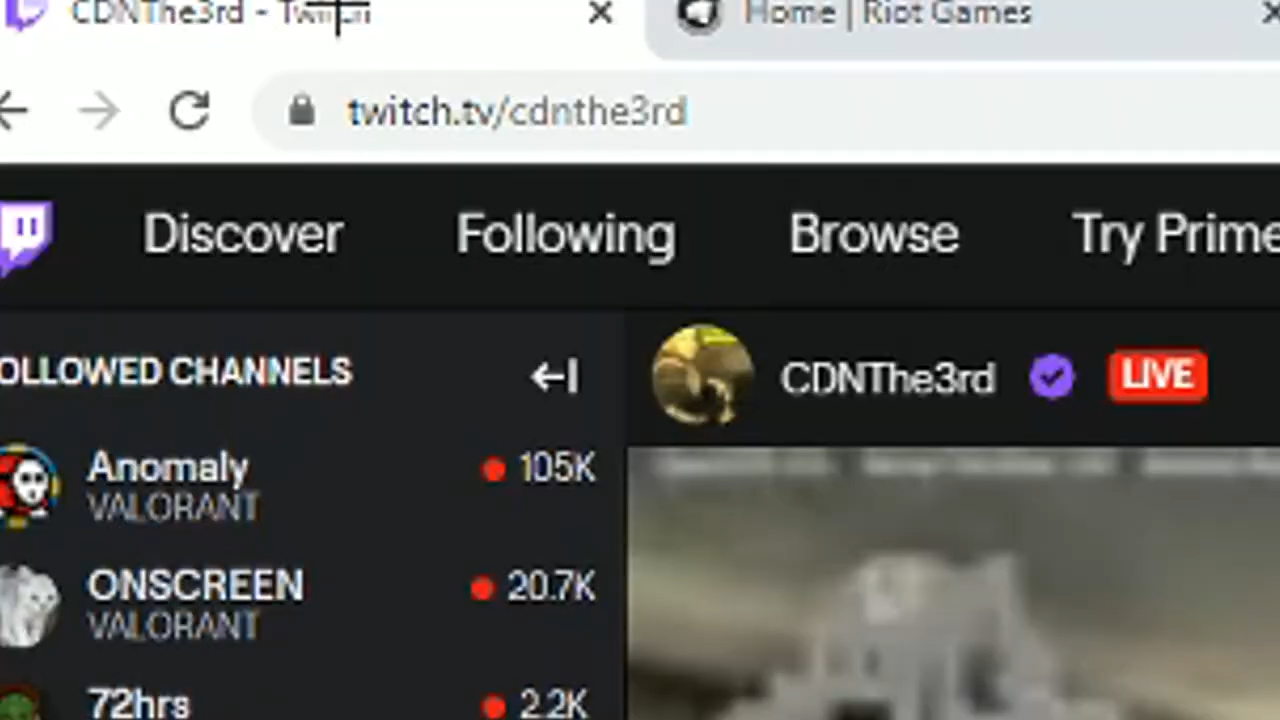 CDNThe3rd - Twitch
Home | Riot Games
twitch.tv/cdnthe3rd
Discover Following Browse Try Prime
OLLOWED CHANNELS
CDNThe3rd LIVE
Anomaly 105K
VALORANT
ONSCREEN 20.7K
VALORANT
72hrs 2.2K